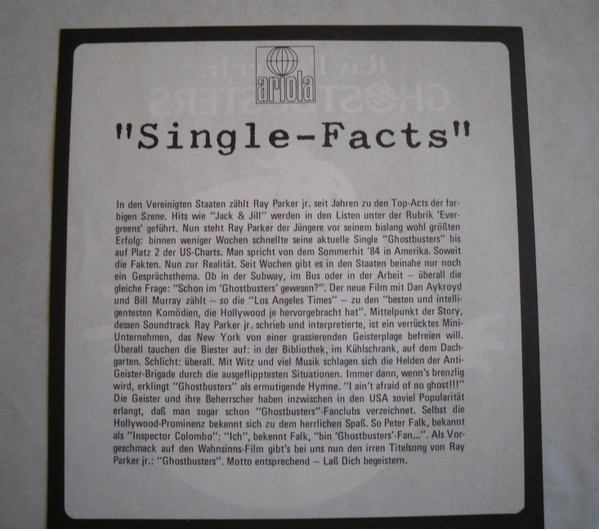 ariola
"Single-Facts"
In den Vereinigten Staaten zählt Ray Parker jr. seit Jahren zu den Top-Acts der far-
bigen Szene. Hits wie "Jack & Jill" werden in den Listen unter der Rubrik 'Ever-
greens' geführt. Nun steht Ray Parker der Jüngere vor seinem bislang wohl größten
Erfolg: binnen weniger Wochen schnellte seine aktuelle Single "Ghostbusters" bis
auf Platz 2 der US-Charts. Man spricht von dem Sommerhit '84 in Amerika. Soweit
die Fakten. Nun zur Realität. Seit Wochen gibt es in den Staaten beinahe nur noch
ein Gesprächsthema. Ob in der Subway, im Bus oder in der Arbeit – überall die
gleiche Frage: "Schon im 'Ghostbusters' gewesen?". Der neue Film mit Dan Aykroyd
und Bill Murray zählt – so die "Los Angeles Times" – zu den "besten und intelli-
gentesten Komödien, die Hollywood je hervorgebracht hat". Mittelpunkt der Story,
dessen Soundtrack Ray Parker jr. schrieb und interpretierte, ist ein verrücktes Mini-
Unternehmen, das New York von einer grassierenden Geisterplage befreien will.
Überall tauchen die Biester auf: in der Bibliothek, im Kühlschrank, auf dem Dach-
garten. Schlicht: überall. Mit Witz und viel Musik schlagen sich die Helden der Anti-
Geister-Brigade durch die ausgeflipptesten Situationen. Immer dann, wenn's brenzlig
wird, erklingt "Ghostbusters" als ermutigende Hymne. "I ain't afraid of no ghost!!!"
Die Geister und ihre Beherrscher haben inzwischen in den USA soviel Popularität
erlangt, daß man sogar schon "Ghostbusters"-Fanclubs verzeichnet. Selbst die
Hollywood-Prominenz bekennt sich zu dem herrlichen Spaß. So Peter Falk, bekannt
als "Inspector Colombo": "Ich", bekennt Falk, "bin 'Ghostbusters'-Fan...". Als Vor-
geschmack auf den Wahnsinns-Film gibt's bei uns nun den irren Titelsong von Ray
Parker jr.: "Ghostbusters". Motto entsprechend – Laß Dich begeistern.